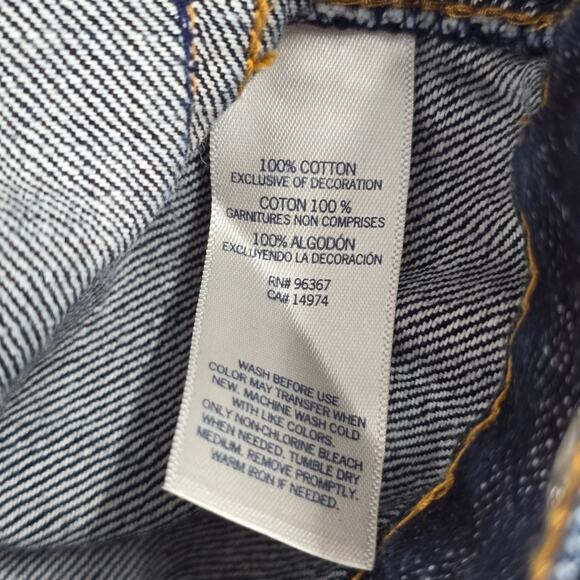 100% COTTON
EXCLUSIVE OF DECORATION
COTON 100 %
GARNITURES NON COMPRISES
100% ALGODÓN
EXCLUYENDO LA DECORACIÓN
RN# 96367
CA# 14974
WASH BEFORE USE
COLOR MAY TRANSFER WHEN
NEW. MACHINE WASH COLD
WITH LIKE COLORS.
ONLY NON-CHLORINE BLEACH
WHEN NEEDED. TUMBLE DRY
MEDIUM. REMOVE PROMPTLY.
WARM IRON IF NEEDED.